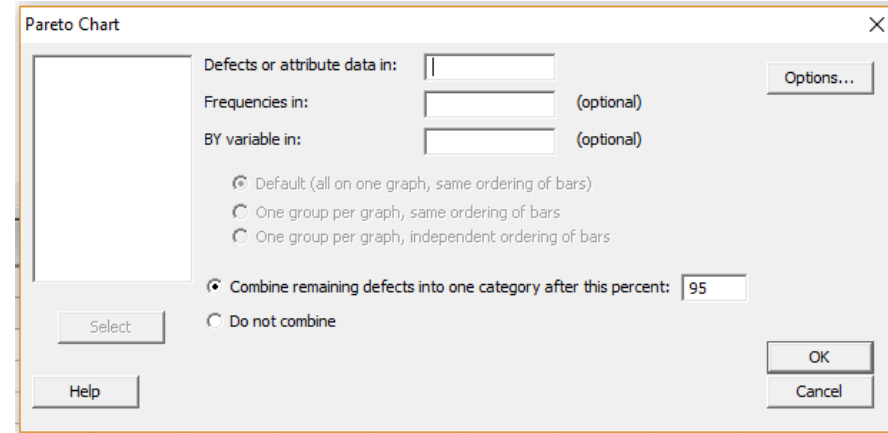 Pareto Chart
Defects or attribute data in:
Options...
Frequencies in:
(optional)
BY variable in:
(optional)
Default (all on one graph, same ordering of bars)
One group per graph, same ordering of bars
One group per graph, independent ordering of bars
Combine remaining defects into one category after this percent: 95
Select
Do not combine
OK
Help
Cancel